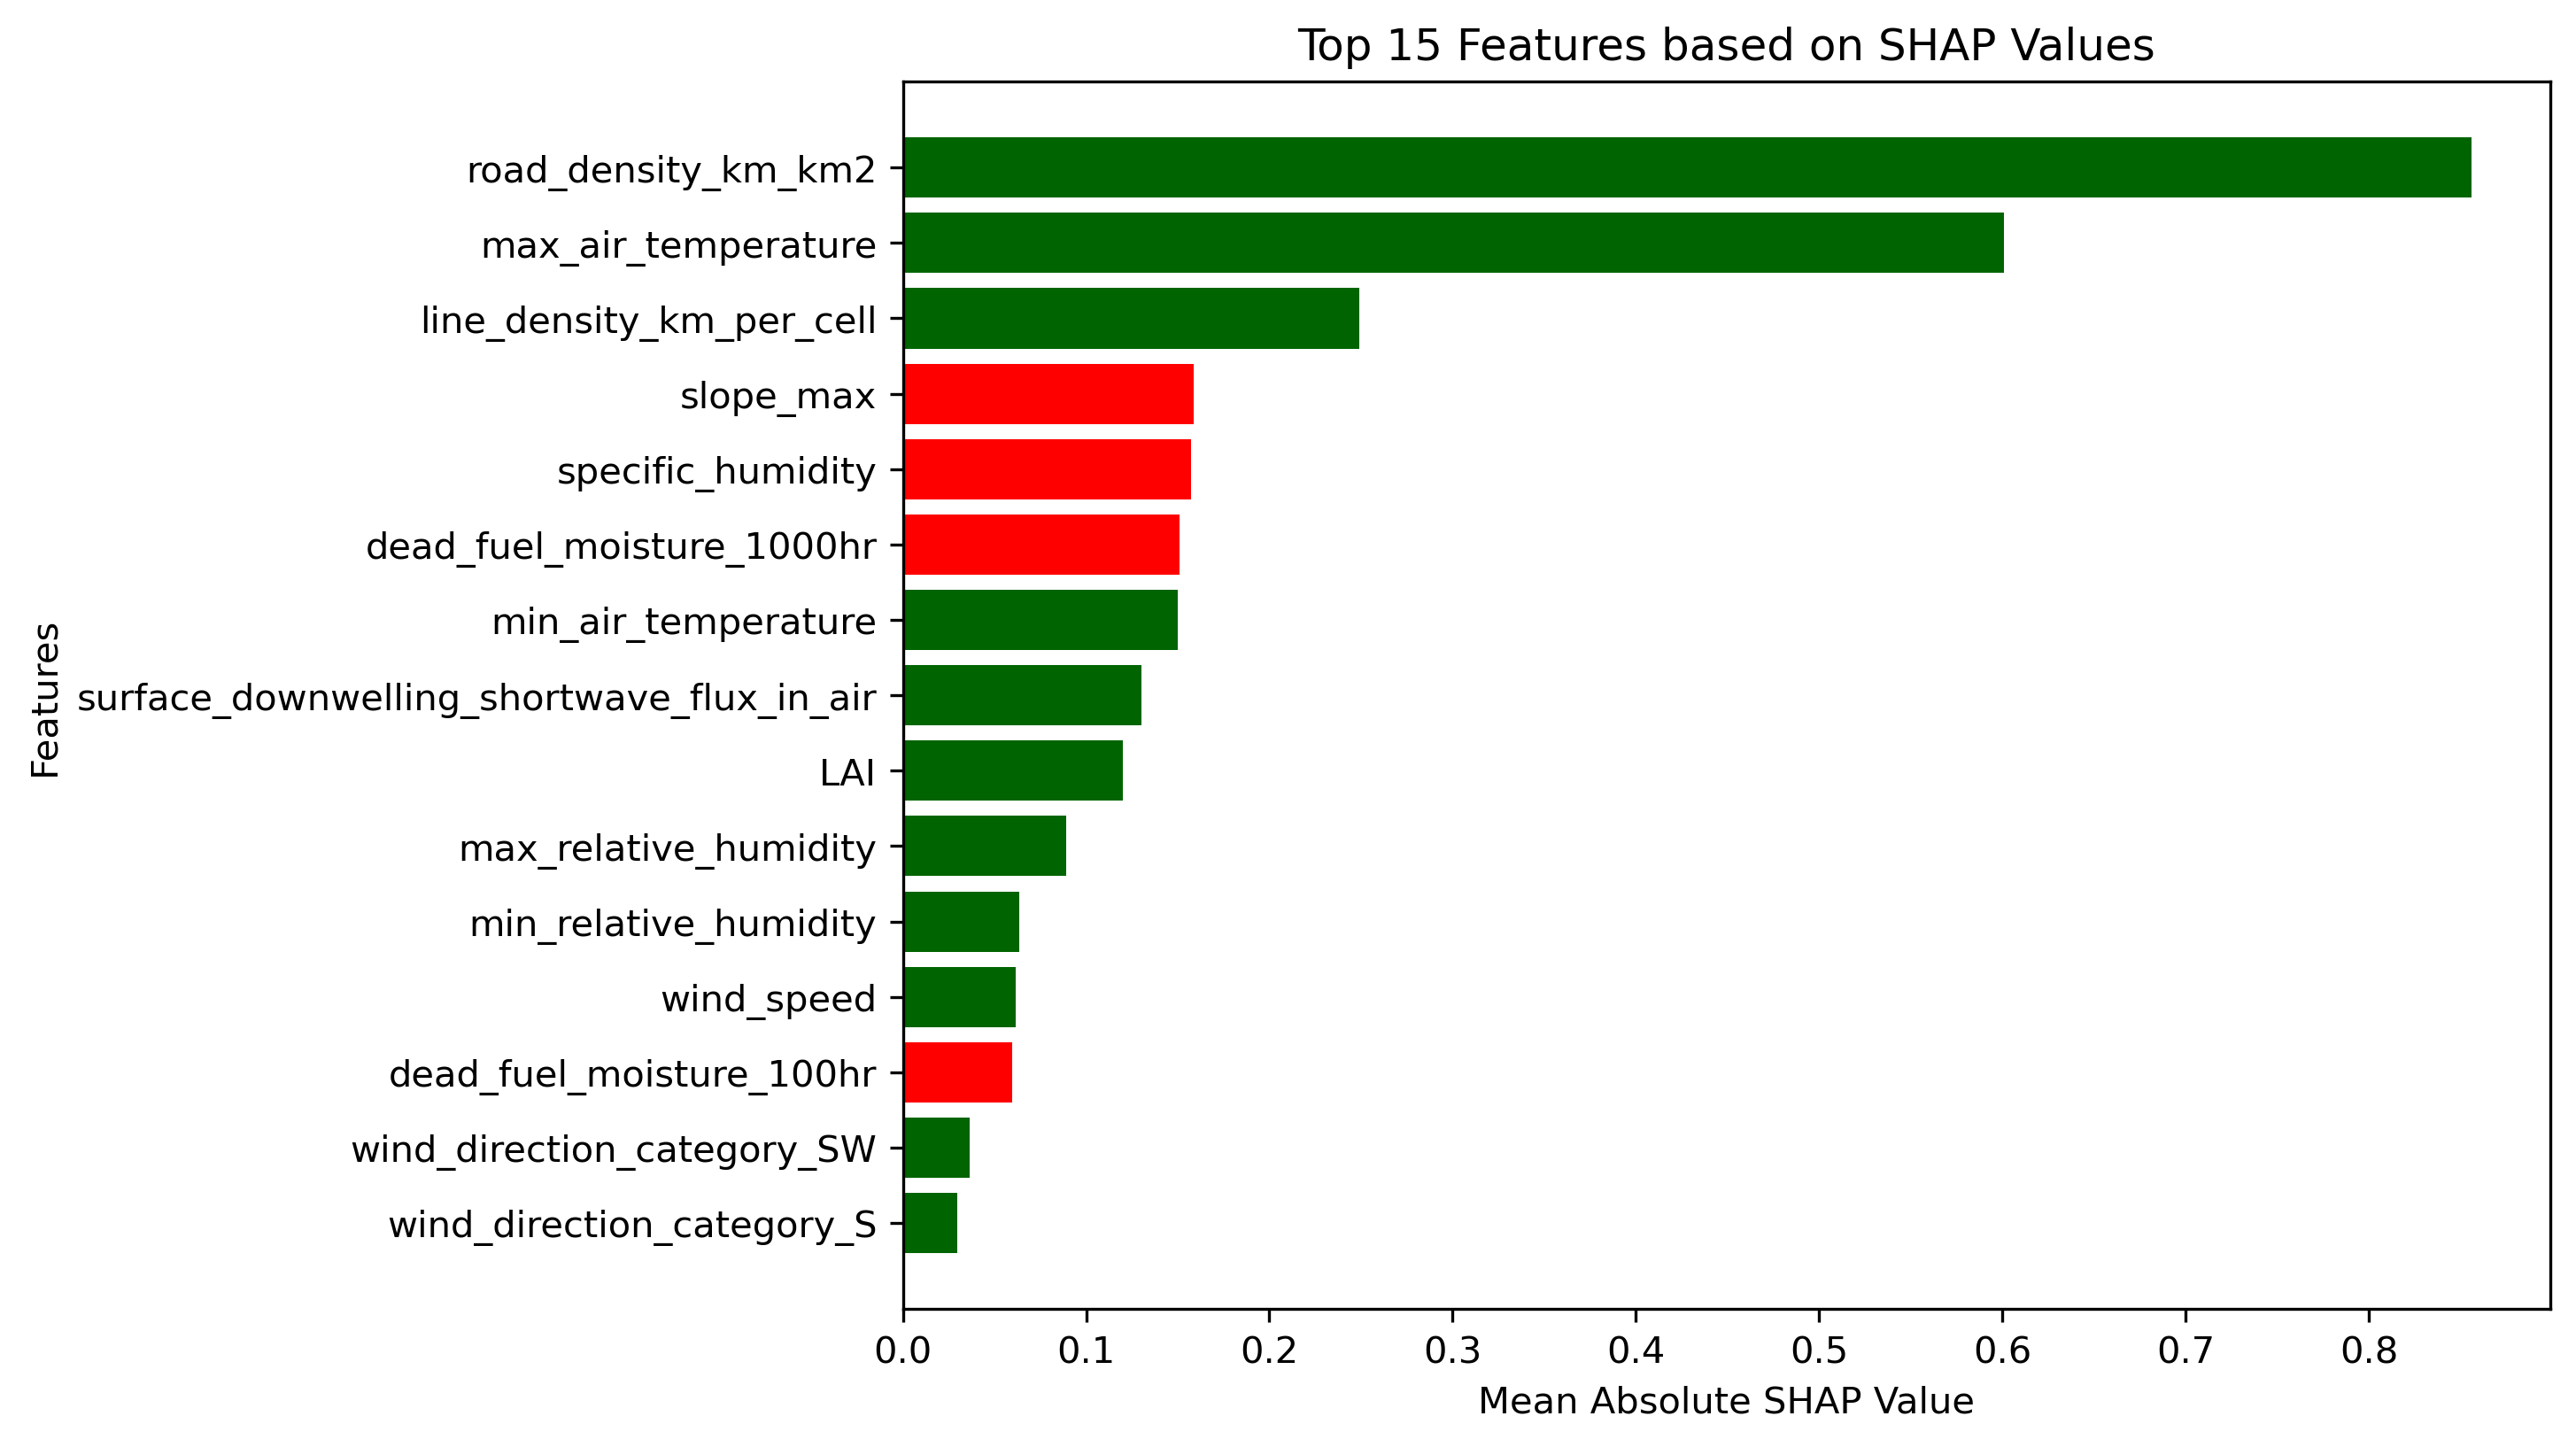 Top 15 Features based on SHAP Values
Features
road_density_km_km2
max_air_temperature
line_density_km_per_cell
slope_max
specific_humidity
dead_fuel_moisture_1000hr
min_air_temperature
surface_downwelling_shortwave_flux_in_air
LAI
max_relative_humidity
min_relative_humidity
wind_speed
dead_fuel_moisture_100hr
wind_direction_category_SW
wind_direction_category_S
0.0 0.1 0.2 0.3 0.4 0.5 0.6 0.7 0.8
Mean Absolute SHAP Value